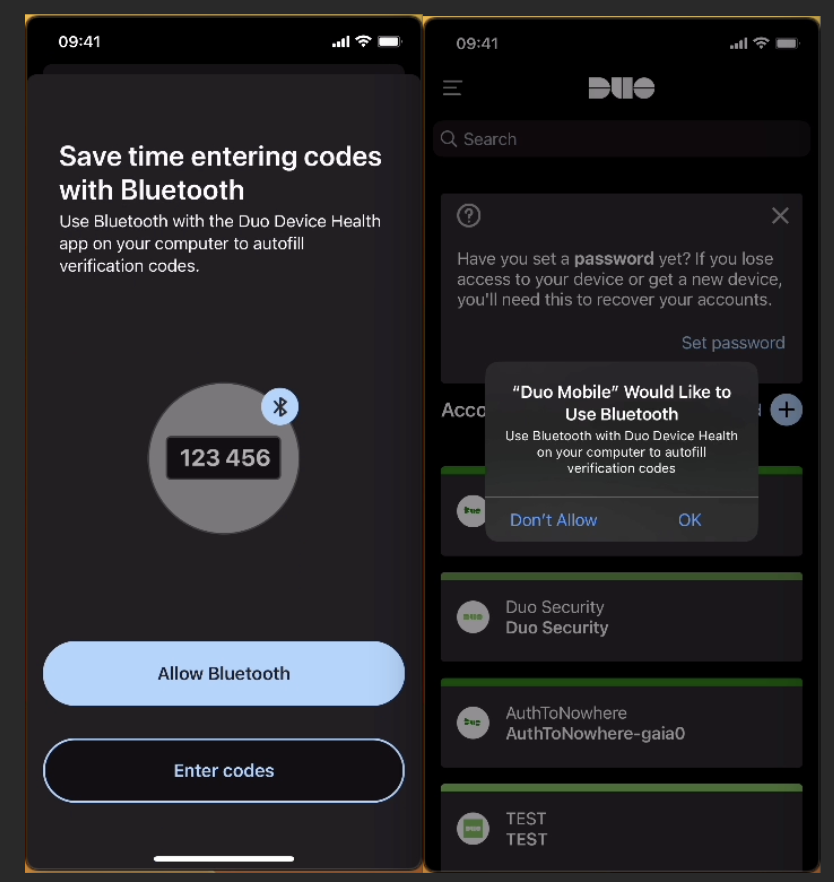 09:41
Save time entering codes
with Bluetooth
Use Bluetooth with the Duo Device Health
app on your computer to autofill
verification codes.
123 456
Allow Bluetooth
Enter codes
09:41
DUO
Search
Have you set a password yet? If you lose
access to your device or get a new device,
you'll need this to recover your accounts.
Set password
“Duo Mobile” Would Like to
Use Bluetooth
Use Bluetooth with Duo Device Health
on your computer to autofill
verification codes
Don't Allow
OK
Acco
d
Duo
DUO
Duo Security
Duo Security
Duo
AuthToNowhere
AuthToNowhere-gaia0
DUO
TEST
TEST